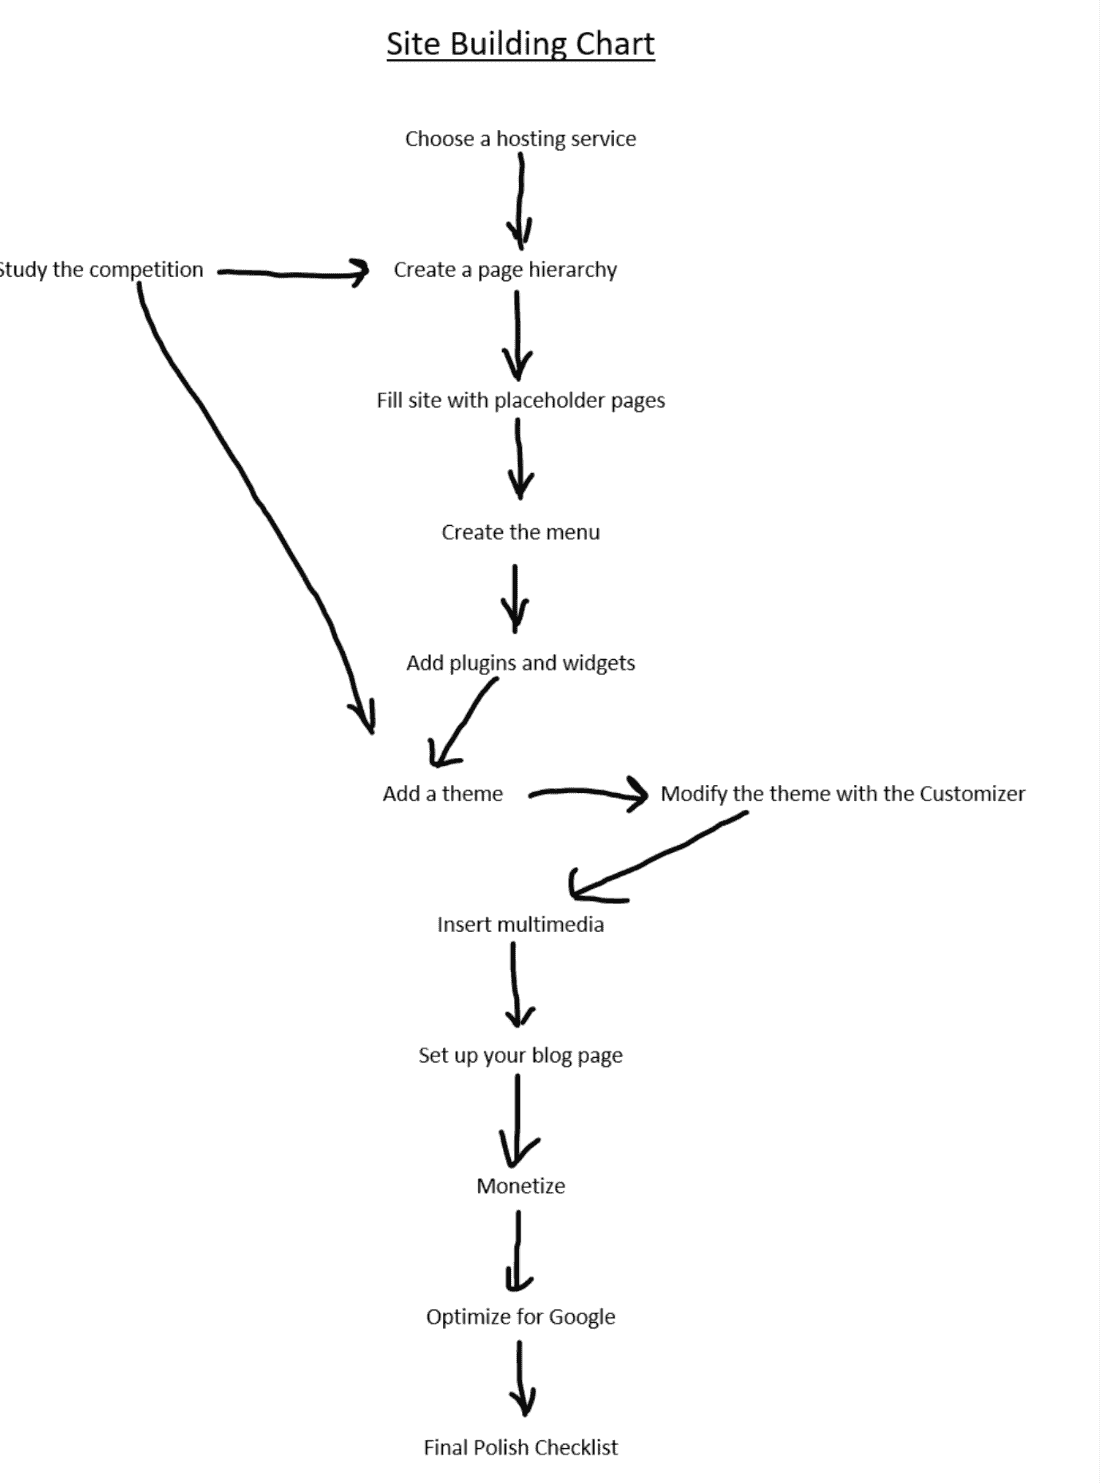 Site Building Chart
Choose a hosting service
Study the competition
Create a page hierarchy
Fill site with placeholder pages
Create the menu
Add plugins and widgets
Add a theme
Modify the theme with the Customizer
Insert multimedia
Set up your blog page
Monetize
Optimize for Google
Final Polish Checklist